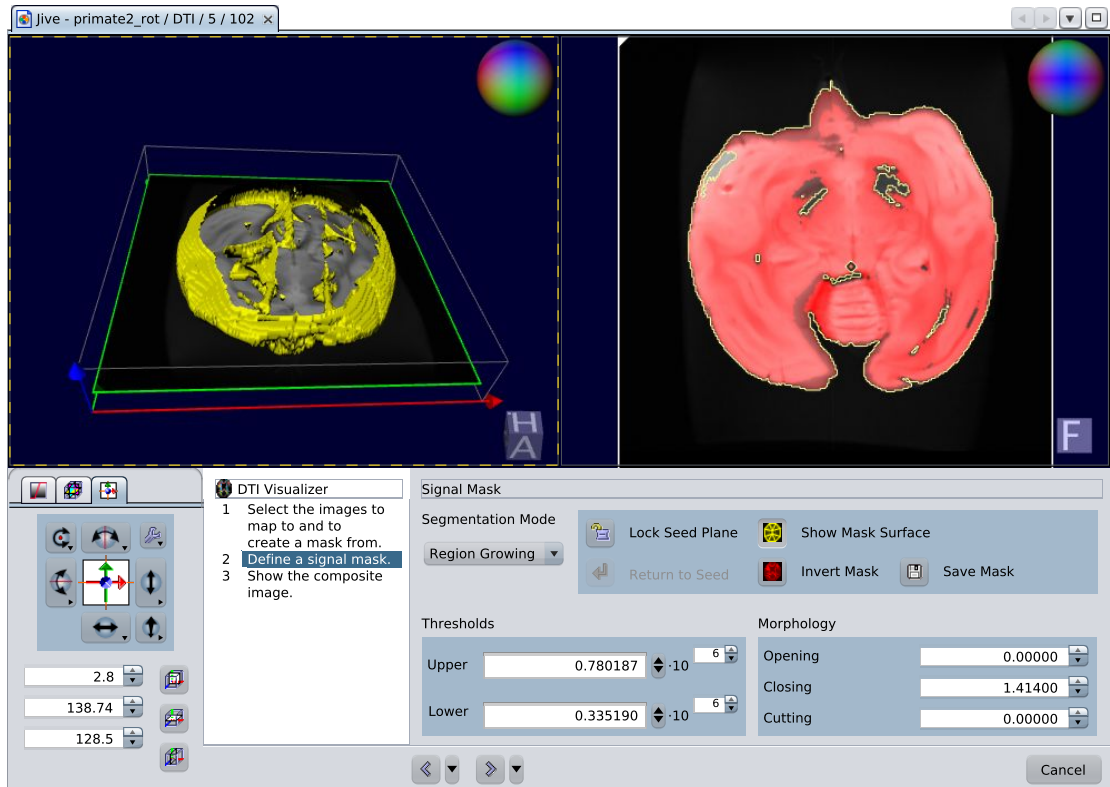 Jive - primate2_rot / DTI / 5 / 102
H
A
F
DTI Visualizer
1 Select the images to
map to and to
create a mask from.
2 Define a signal mask.
3 Show the composite
image.
2.8
138.74
128.5
Signal Mask
Segmentation Mode
Region Growing
Lock Seed Plane
Show Mask Surface
Return to Seed
Invert Mask
Save Mask
Thresholds
Upper 0.780187 ·10 6
Lower 0.335190 ·10 6
Morphology
Opening 0.00000
Closing 1.41400
Cutting 0.00000
Cancel